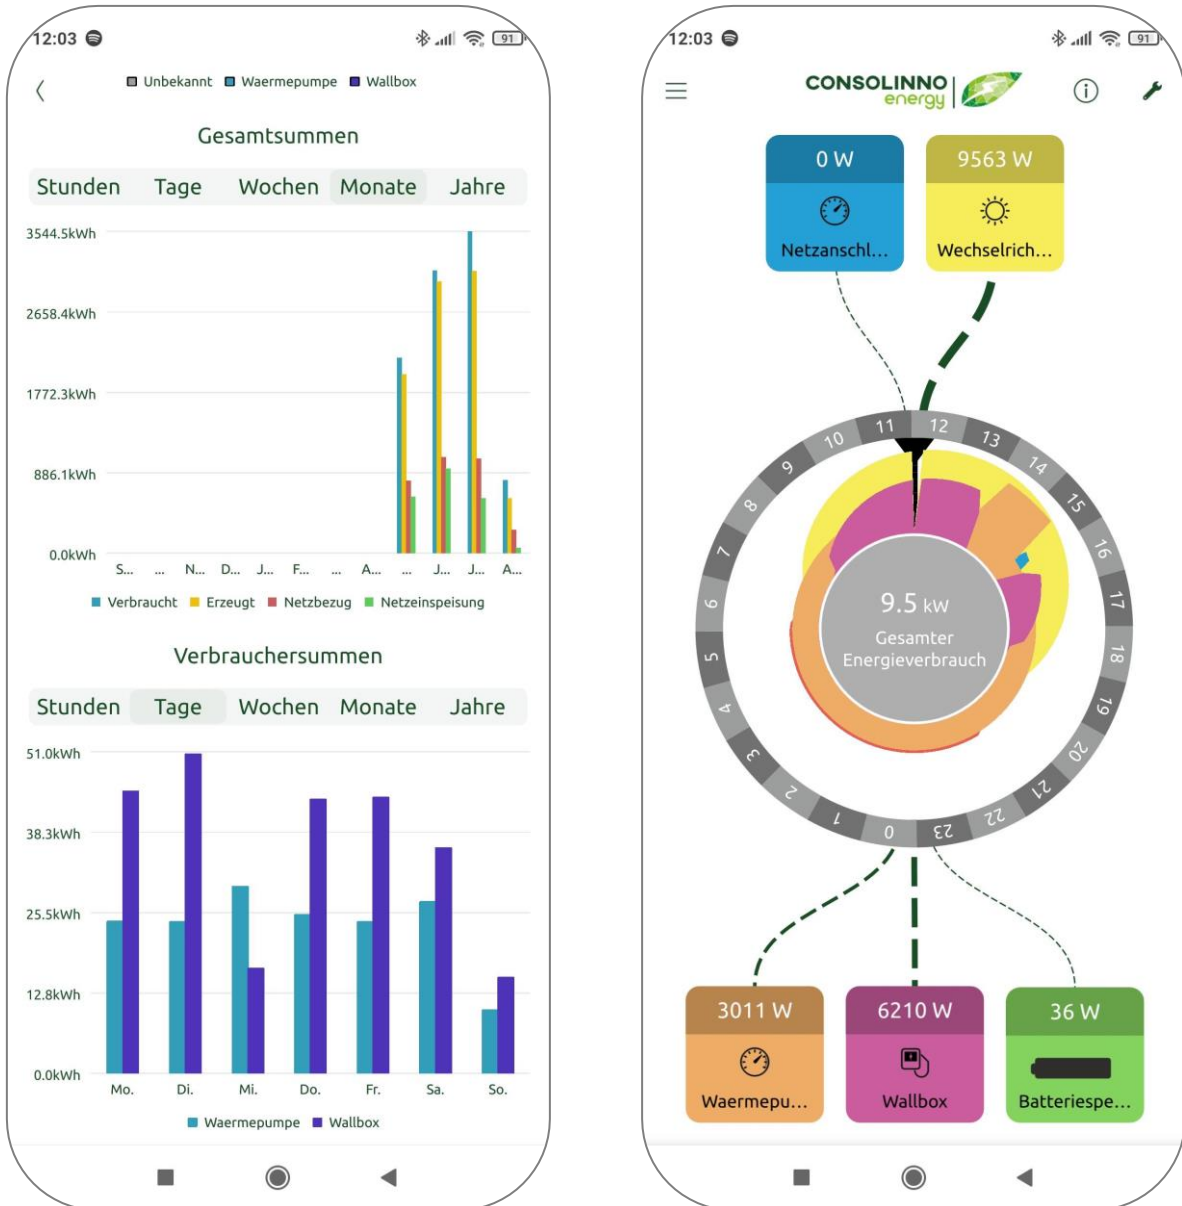 12:03
91
Unbekannt Waermepumpe Wallbox
Gesamtsummen
Stunden Tage Wochen Monate Jahre
3544.5kWh
2658.4kWh
1772.3kWh
886.1kWh
0.0kWh
S... ... N... D... J... F... ... A... ... J... J... A...
Verbraucht Erzeugt Netzbezug Netzeinspeisung
Verbrauchersummen
Stunden Tage Wochen Monate Jahre
51.0kWh
38.3kWh
25.5kWh
12.8kWh
0.0kWh
Mo. Di. Mi. Do. Fr. Sa. So.
Waermepumpe Wallbox
12:03
91
CONSOLINNO
energy
0 W
Netzanschl...
9563 W
Wechselrich...
0 1 2 3 4 5 6 7 8 9 10 11 12 13 14 15 16 17 18 19 20 21 22 23
9.5 kW
Gesamter
Energieverbrauch
3011 W
Waermepu...
6210 W
Wallbox
36 W
Batteriespe...